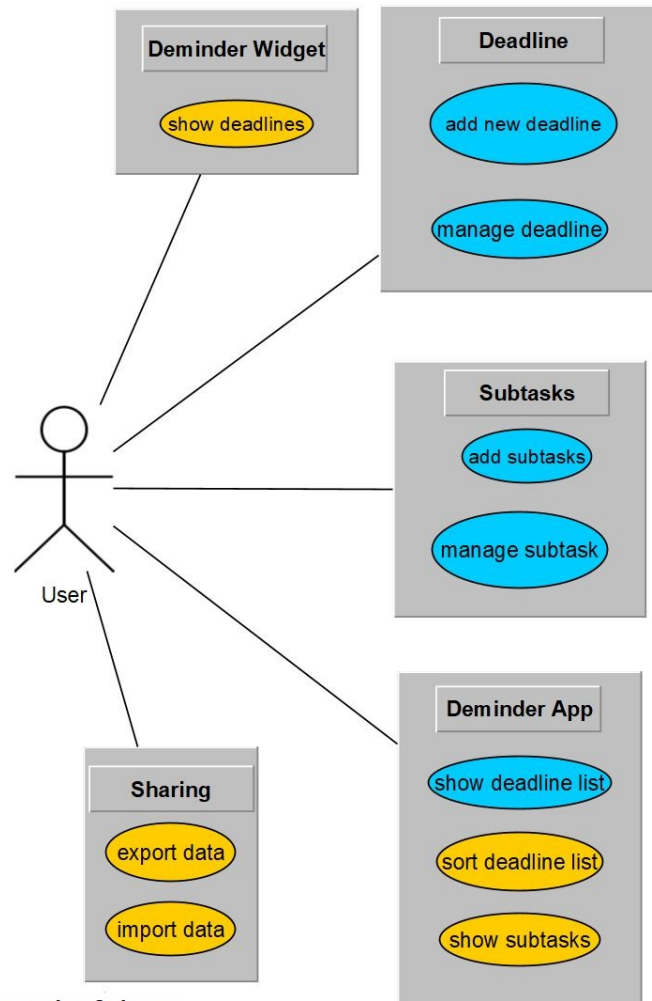 Deminder Widget
show deadlines
Deadline
add new deadline
manage deadline
Subtasks
add subtasks
manage subtask
User
Deminder App
show deadline list
sort deadline list
show subtasks
Sharing
export data
import data